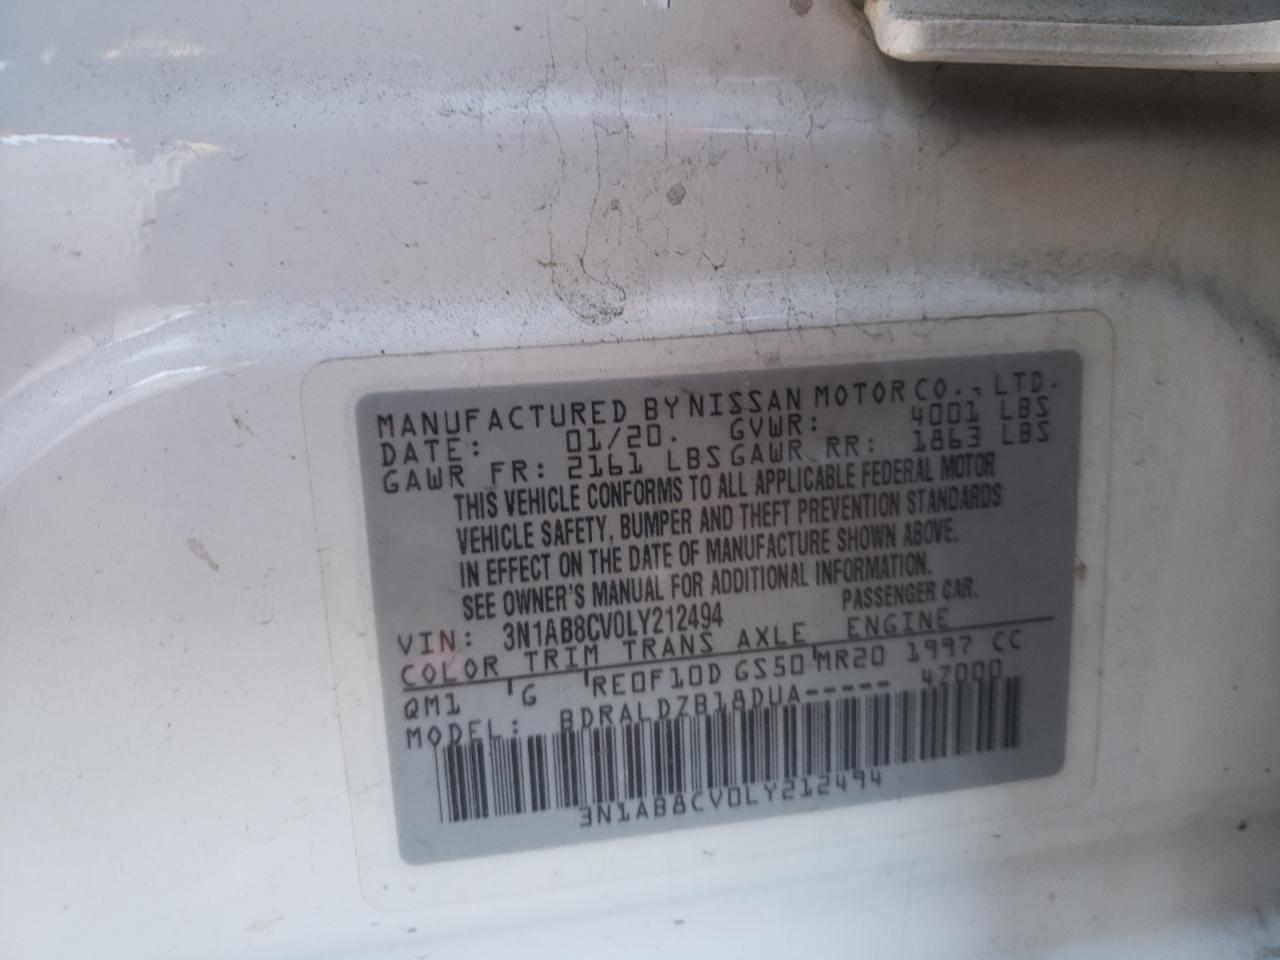 MANUFACTURED BY NISSAN MOTOR CO., LTD.
DATE: 01/20. GVWR: 4001 LBS
GAWR FR: 2161 LBS GAWR RR: 1863 LBS
THIS VEHICLE CONFORMS TO ALL APPLICABLE FEDERAL MOTOR
VEHICLE SAFETY, BUMPER AND THEFT PREVENTION STANDARDS
IN EFFECT ON THE DATE OF MANUFACTURE SHOWN ABOVE.
SEE OWNER'S MANUAL FOR ADDITIONAL INFORMATION.
VIN: 3N1AB8CV0LY212494 PASSENGER CAR.
COLOR TRIM TRANS AXLE ENGINE
QM1 'G 'RE0F10D GS50'MR20 1997 CC
MODEL: BDRALDZB18DUA----- 47000
3N1AB8CV0LY212494